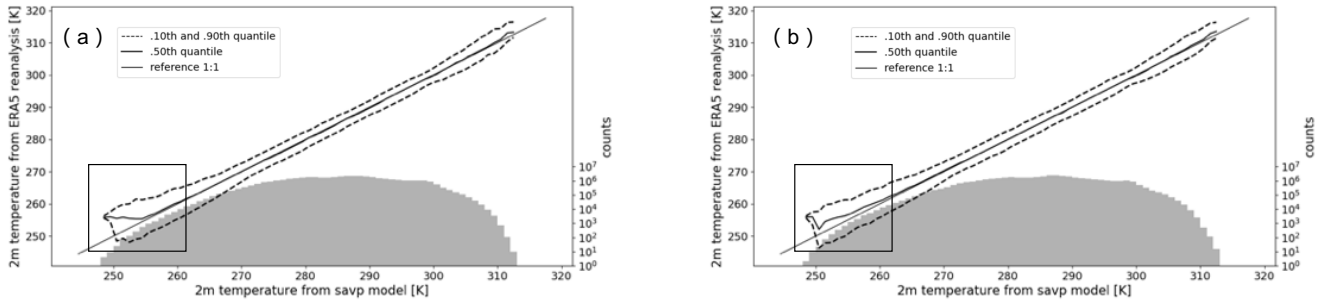 ( a )
.10th and .90th quantile
.50th quantile
reference 1:1
2m temperature from ERA5 reanalysis [K]
320
310
300
290
280
270
260
250
counts
10^7
10^6
10^5
10^4
10^3
10^2
10^1
10^0
250 260 270 280 290 300 310 320
2m temperature from savp model [K]
( b )
.10th and .90th quantile
.50th quantile
reference 1:1
2m temperature from ERA5 reanalysis [K]
320
310
300
290
280
270
260
250
counts
10^7
10^6
10^5
10^4
10^3
10^2
10^1
10^0
250 260 270 280 290 300 310 320
2m temperature from savp model [K]